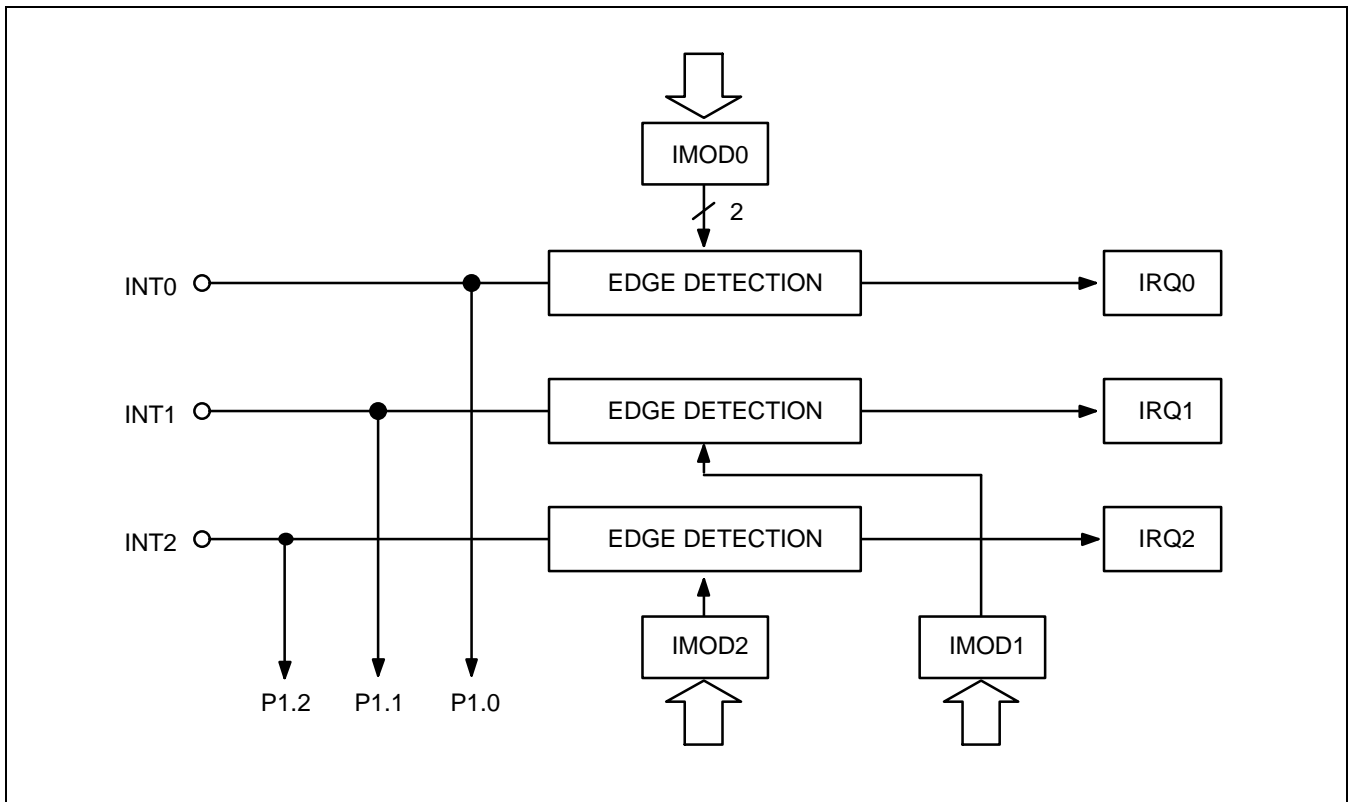 IMOD0
2
INT0
EDGE DETECTION
IRQ0
INT1
EDGE DETECTION
IRQ1
INT2
EDGE DETECTION
IRQ2
IMOD2
IMOD1
P1.2
P1.1
P1.0